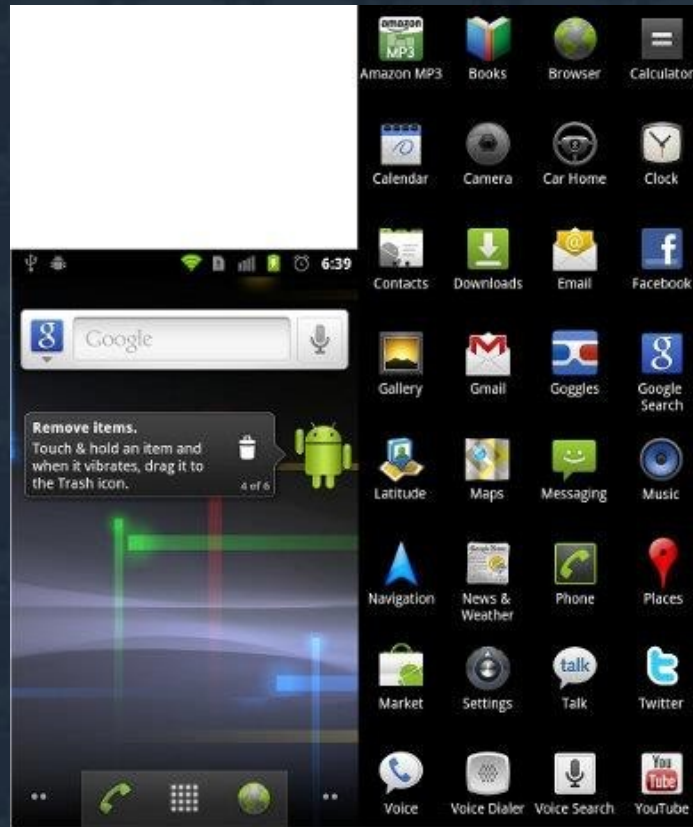 6:39
Google
Remove items.
Touch & hold an item and
when it vibrates, drag it to
the Trash icon.
4 of 6
amazon
MP3
Amazon MP3
Books
Browser
Calculator
Calendar
Camera
Car Home
Clock
Contacts
Downloads
Email
Facebook
Gallery
Gmail
Goggles
Google
Search
Latitude
Maps
Messaging
Music
Navigation
News &
Weather
Phone
Places
Market
Settings
talk
Talk
Twitter
You
Tube
Voice
Voice Dialer
Voice Search
YouTube